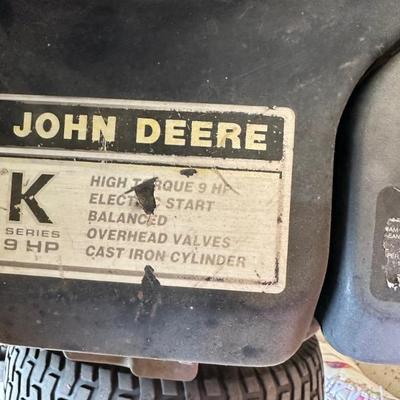 JOHN DEERE
K
SERIES
9 HP
HIGH TORQUE 9 HP
ELECTRIC START
BALANCED
OVERHEAD VALVES
CAST IRON CYLINDER